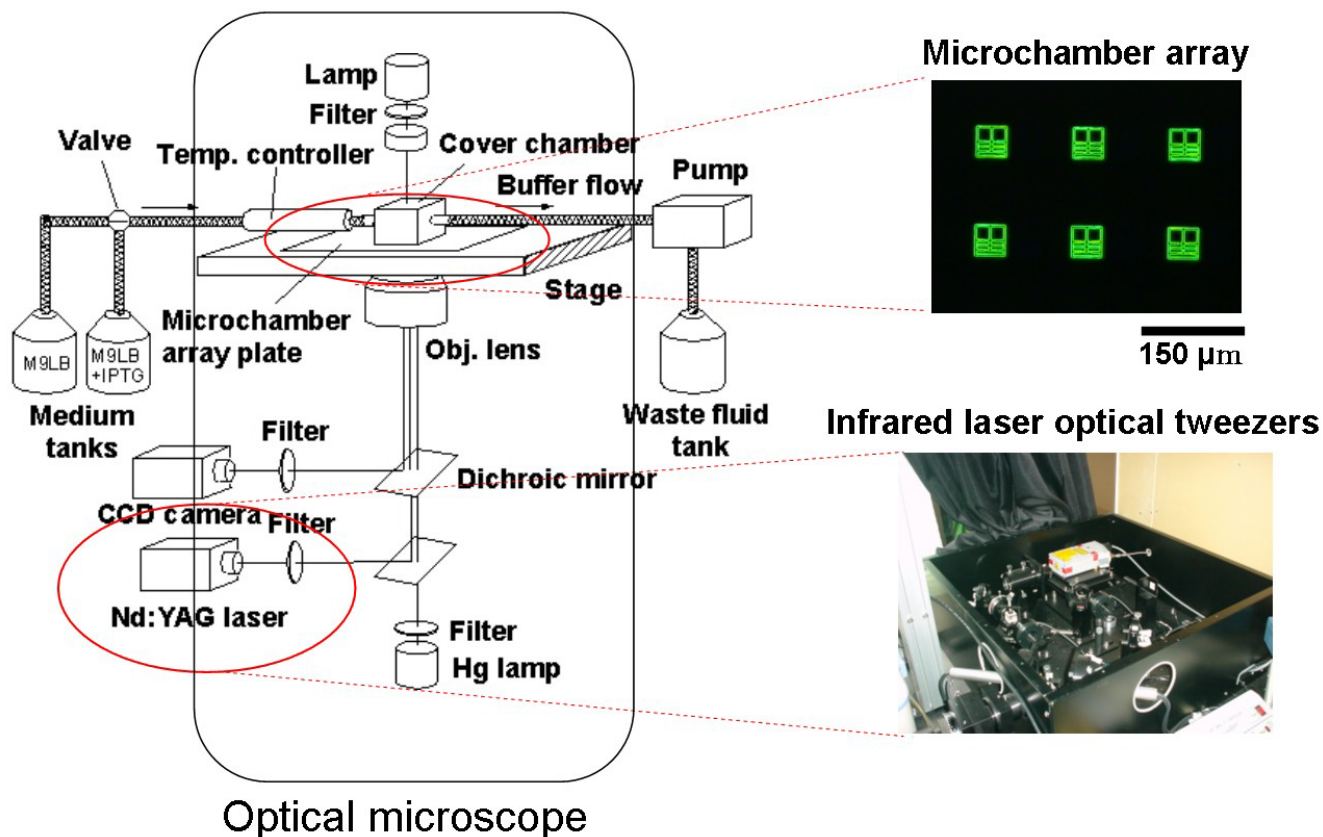 Microchamber array
Lamp
Filter
Valve
Temp. controller
Cover chamber
Buffer flow
Pump
Stage
Microchamber
array plate
Obj. lens
M9LB
M9LB
+IPTG
Medium
tanks
Waste fluid
tank
150 μm
Infrared laser optical tweezers
Filter
Dichroic mirror
CCD camera
Filter
Nd:YAG laser
Filter
Hg lamp
Optical microscope